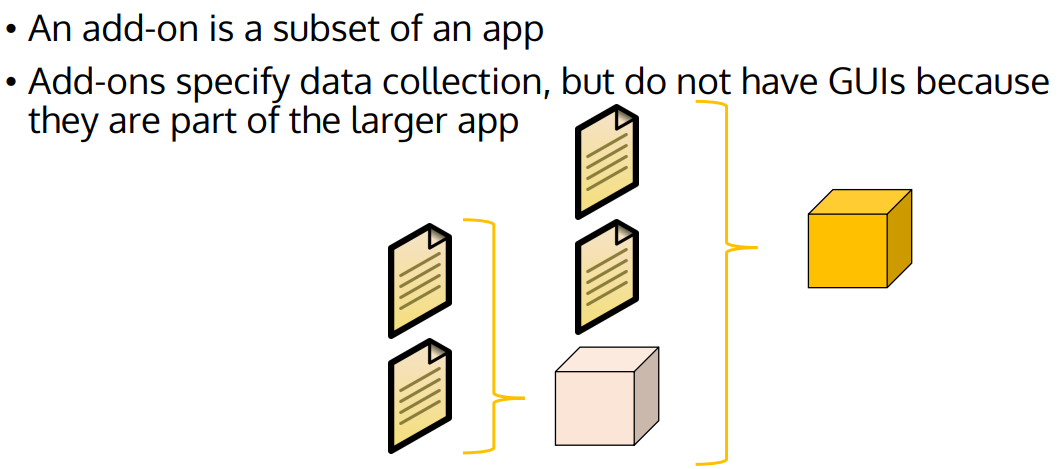 • An add-on is a subset of an app
• Add-ons specify data collection, but do not have GUIs because
they are part of the larger app